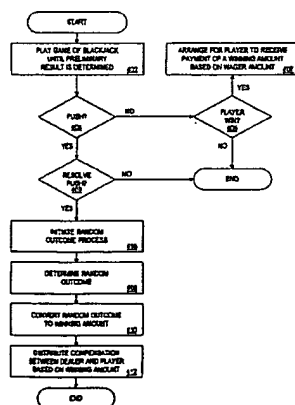 START
PLAY GAME OF BLACKJACK
UNTIL PRELIMINARY
RESULT IS DETERMINED
ARRANGE FOR PLAYER TO RECEIVE
PAYMENT OF A WINNING AMOUNT
BASED ON WAGER AMOUNT
YES
PUSH?
NO
PLAYER
WIN?
YES
NO
RESOLVE
PUSH?
NO
END
YES
INITIATE RANDOM
OUTCOME PROCESS
DETERMINE RANDOM
OUTCOME
CONVERT RANDOM OUTCOME
TO WINNING AMOUNT
DISTRIBUTE COMPENSATION
BETWEEN DEALER AND PLAYER
BASED ON WINNING AMOUNT
END